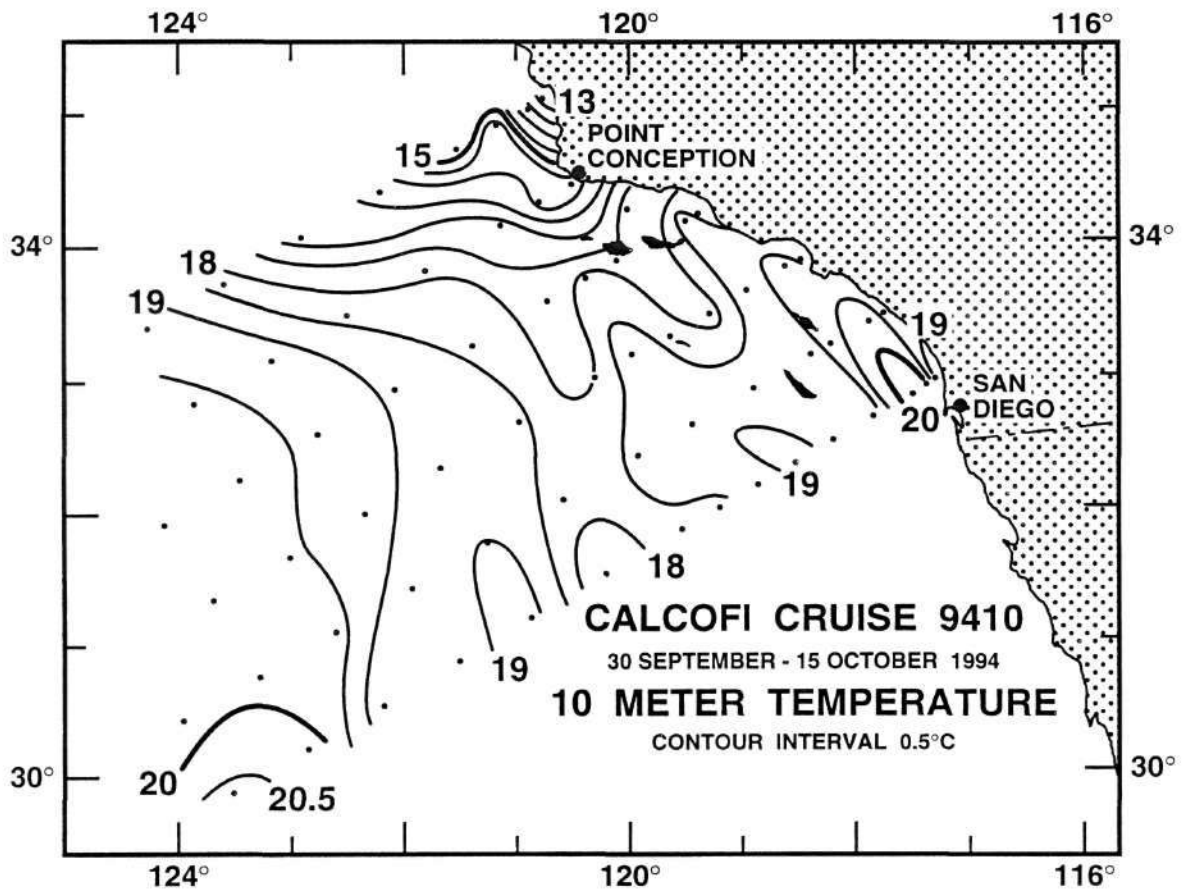 124°
120°
116°
13
POINT
CONCEPTION
15
34°
34°
18
19
19
SAN
DIEGO
20
19
18
CALCOFI CRUISE 9410
30 SEPTEMBER - 15 OCTOBER 1994
19
10 METER TEMPERATURE
CONTOUR INTERVAL 0.5°C
30°
30°
20
20.5
124°
120°
116°